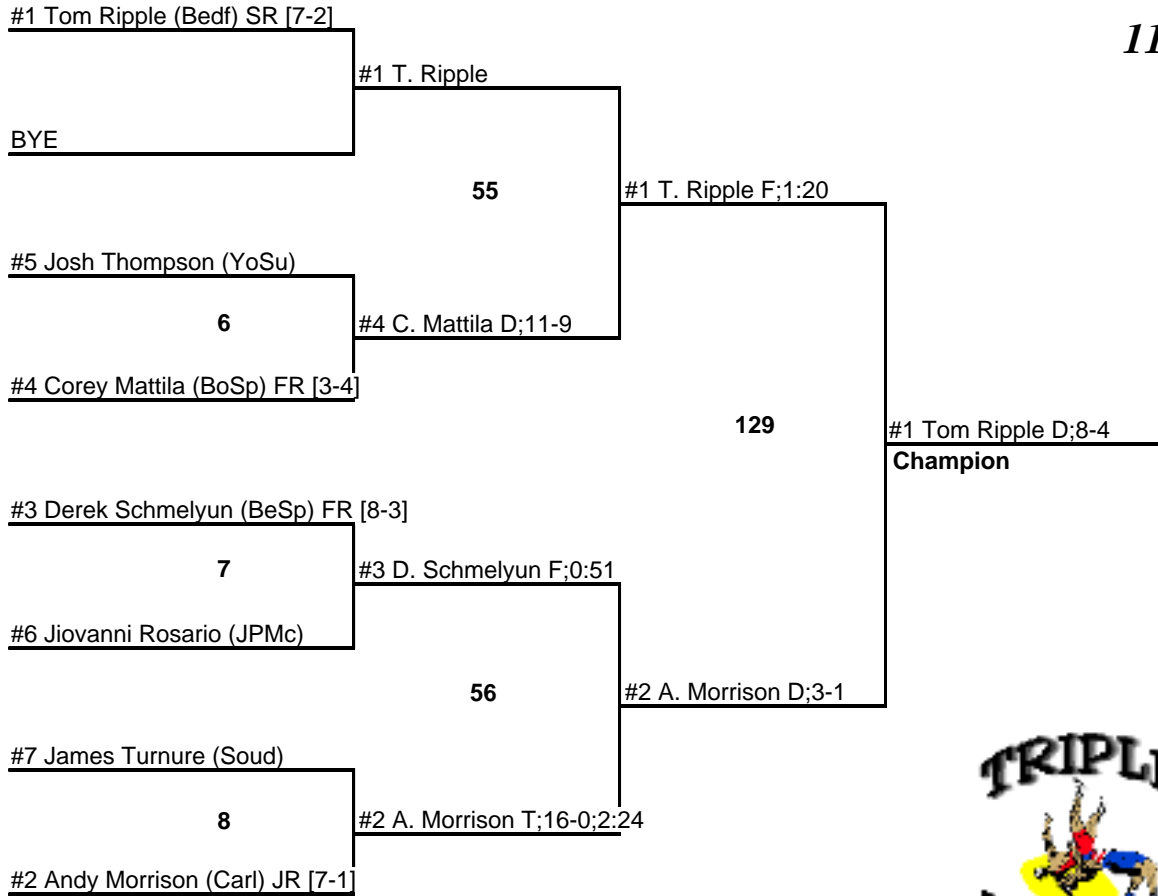 #1 Tom Ripple (Bedf) SR [7-2]
11
#1 T. Ripple
BYE
55
#1 T. Ripple F;1:20
#5 Josh Thompson (YoSu)
6
#4 C. Mattila D;11-9
#4 Corey Mattila (BoSp) FR [3-4]
129
#1 Tom Ripple D;8-4
Champion
#3 Derek Schmelyun (BeSp) FR [8-3]
7
#3 D. Schmelyun F;0:51
#6 Jiovanni Rosario (JPMc)
56
#2 A. Morrison D;3-1
#7 James Turnure (Soud)
8
#2 A. Morrison T;16-0;2:24
#2 Andy Morrison (Carl) JR [7-1]